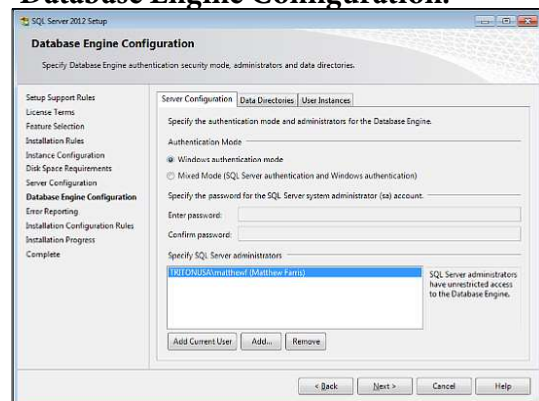 Database Engine Configuration.
SQL Server 2012 Setup
Database Engine Configuration
Specify Database Engine authentication security mode, administrators and data directories.
Setup Support Rules
License Terms
Feature Selection
Installation Rules
Instance Configuration
Disk Space Requirements
Server Configuration
Database Engine Configuration
Error Reporting
Installation Configuration Rules
Installation Progress
Complete
Server Configuration Data Directories User Instances
Specify the authentication mode and administrators for the Database Engine.
Authentication Mode
Windows authentication mode
Mixed Mode (SQL Server authentication and Windows authentication)
Specify the password for the SQL Server system administrator (sa) account.
Enter password:
Confirm password:
Specify SQL Server administrators
TRITONUSA\matthewf (Matthew Farris)
SQL Server administrators
have unrestricted access
to the Database Engine.
Add Current User Add... Remove
< Back Next > Cancel Help